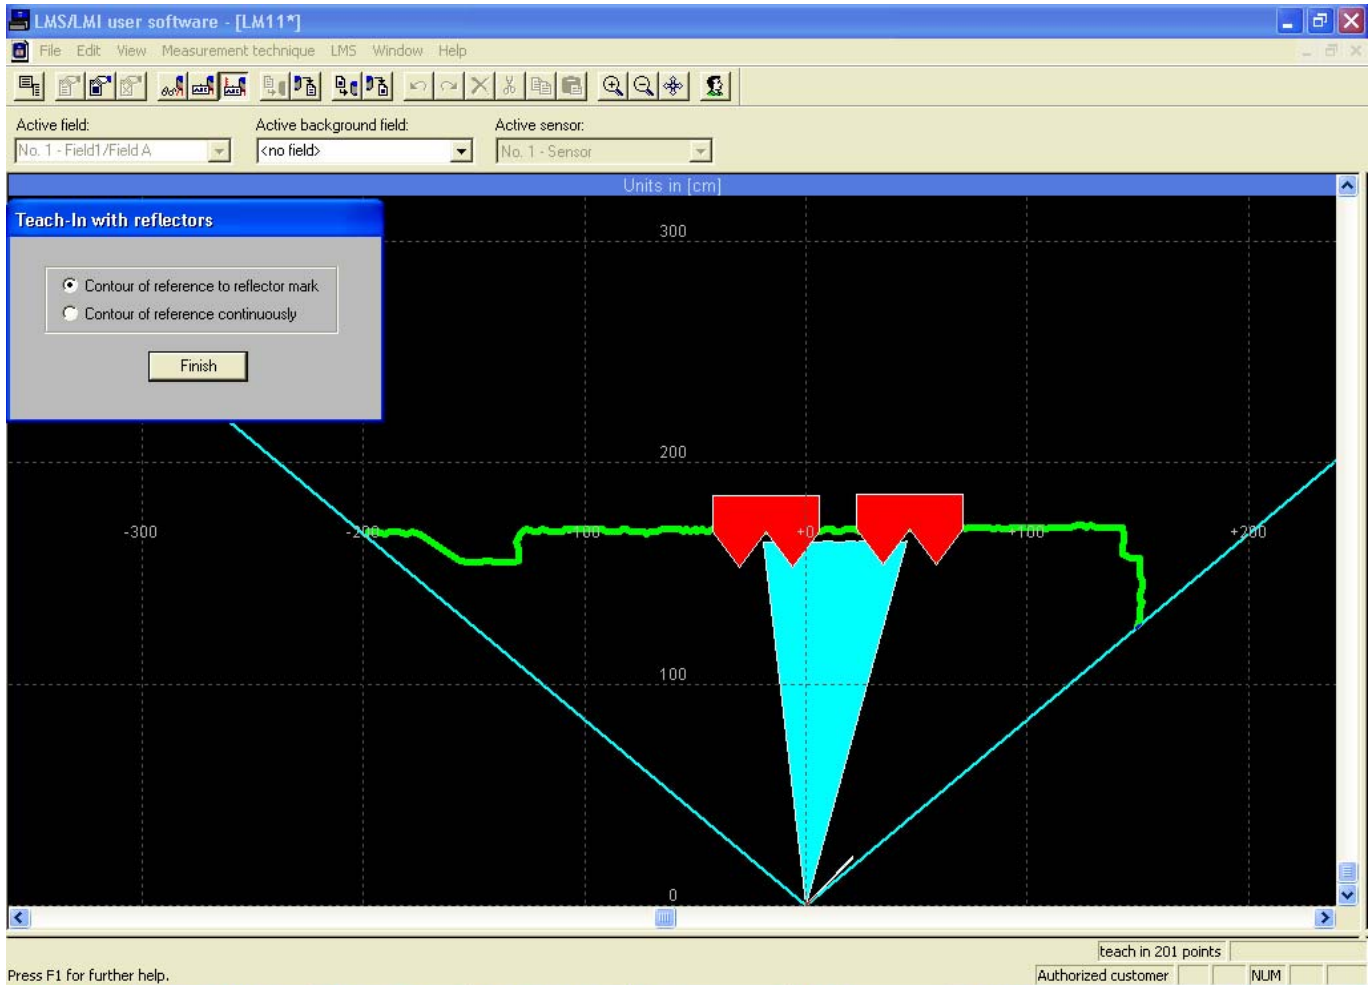 LMS/LMI user software - [LM11*]
File Edit View Measurement technique LMS Window Help
Active field: Active background field: Active sensor:
No. 1 - Field1/Field A <no field> No. 1 - Sensor
Units in [cm]
Teach-In with reflectors
Contour of reference to reflector mark
Contour of reference continuously
Finish
300
200
-300 -200 -100 +0 +100 +200
100
0
teach in 201 points
Press F1 for further help. Authorized customer NUM